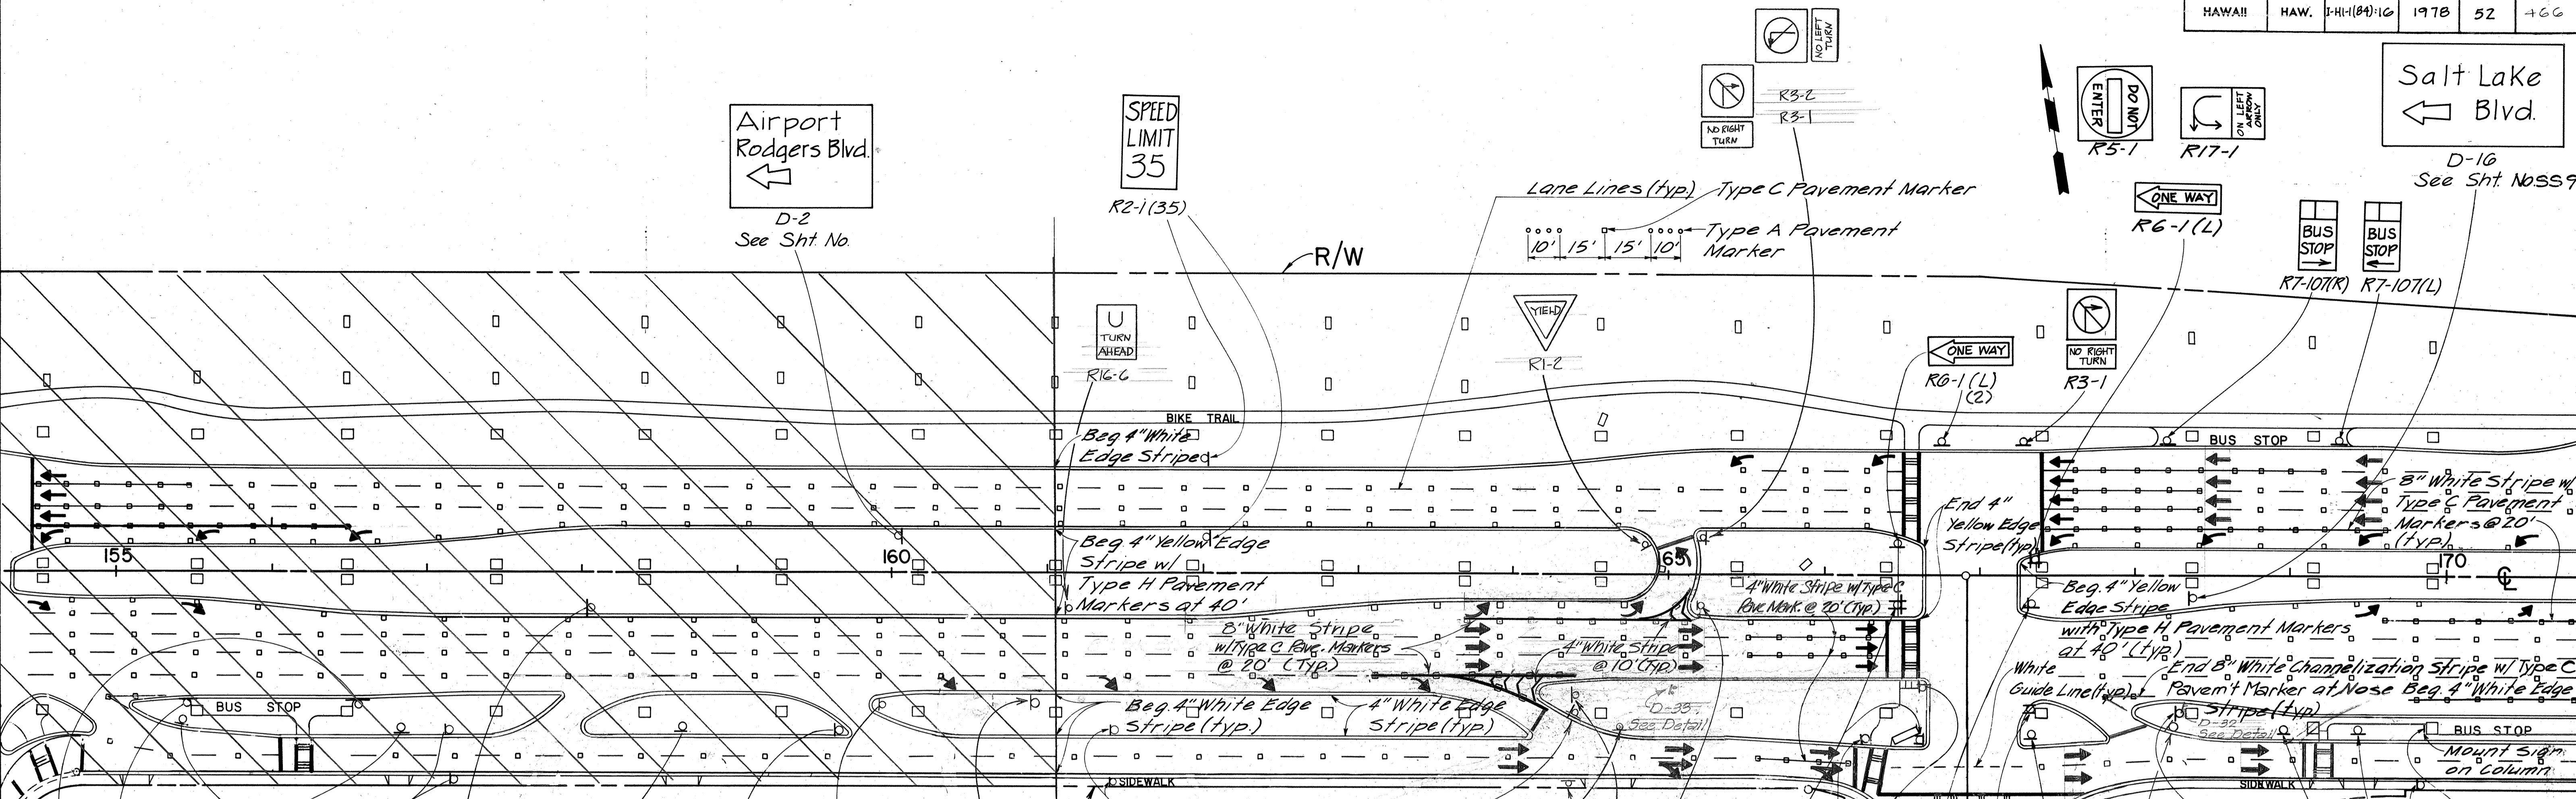 HAWAII HAW. I-HI-1(84):16 1978 52 466
NO LEFT
TURN
NO RIGHT
TURN
R3-2
R3-1
DO NOT
ENTER
R5-1
ON LEFT
ARROW
ONLY
R17-1
Salt Lake
Blvd.
D-16
See Sht. No.SS9
Airport
Rodgers Blvd.
D-2
See Sht. No.
SPEED
LIMIT
35
R2-1(35)
Lane Lines (typ.)
Type C Pavement Marker
10' 15' 15' 10'
Type A Pavement
Marker
ONE WAY
R6-1(L)
BUS
STOP
R7-107(R)
BUS
STOP
R7-107(L)
R/W
U
TURN
AHEAD
R16-6
YIELD
R1-2
ONE WAY
R6-1(L)
(2)
NO RIGHT
TURN
R3-1
BIKE TRAIL
Beg. 4" White
Edge Stripe
BUS STOP
8" White Stripe w/
Type C Pavement
Markers @ 20'
(typ.)
End 4"
Yellow Edge
Stripe (typ)
155
160
65
170
℄
Beg. 4" Yellow Edge
Stripe w/
Type H Pavement
Markers at 40'
4" White Stripe w/Type C
Pave. Mark. @ 20' (Typ.)
Beg. 4" Yellow
Edge Stripe
with Type H Pavement Markers
at 40' (typ.)
8" White Stripe
w/Type C Pave. Markers
@ 20' (Typ.)
4" White Stripe
@ 10' (Typ.)
White
Guide Line (typ)
End 8" White Channelization Stripe w/ Type C
Pavem't Marker at Nose Beg. 4" White Edge
Stripe (typ)
BUS STOP
Beg. 4" White Edge
Stripe (typ.)
4" White Edge
Stripe (typ.)
D-33
See Detail
D-32
See Detail
BUS STOP
Mount Sign
on Column
SIDEWALK
SIDEWALK